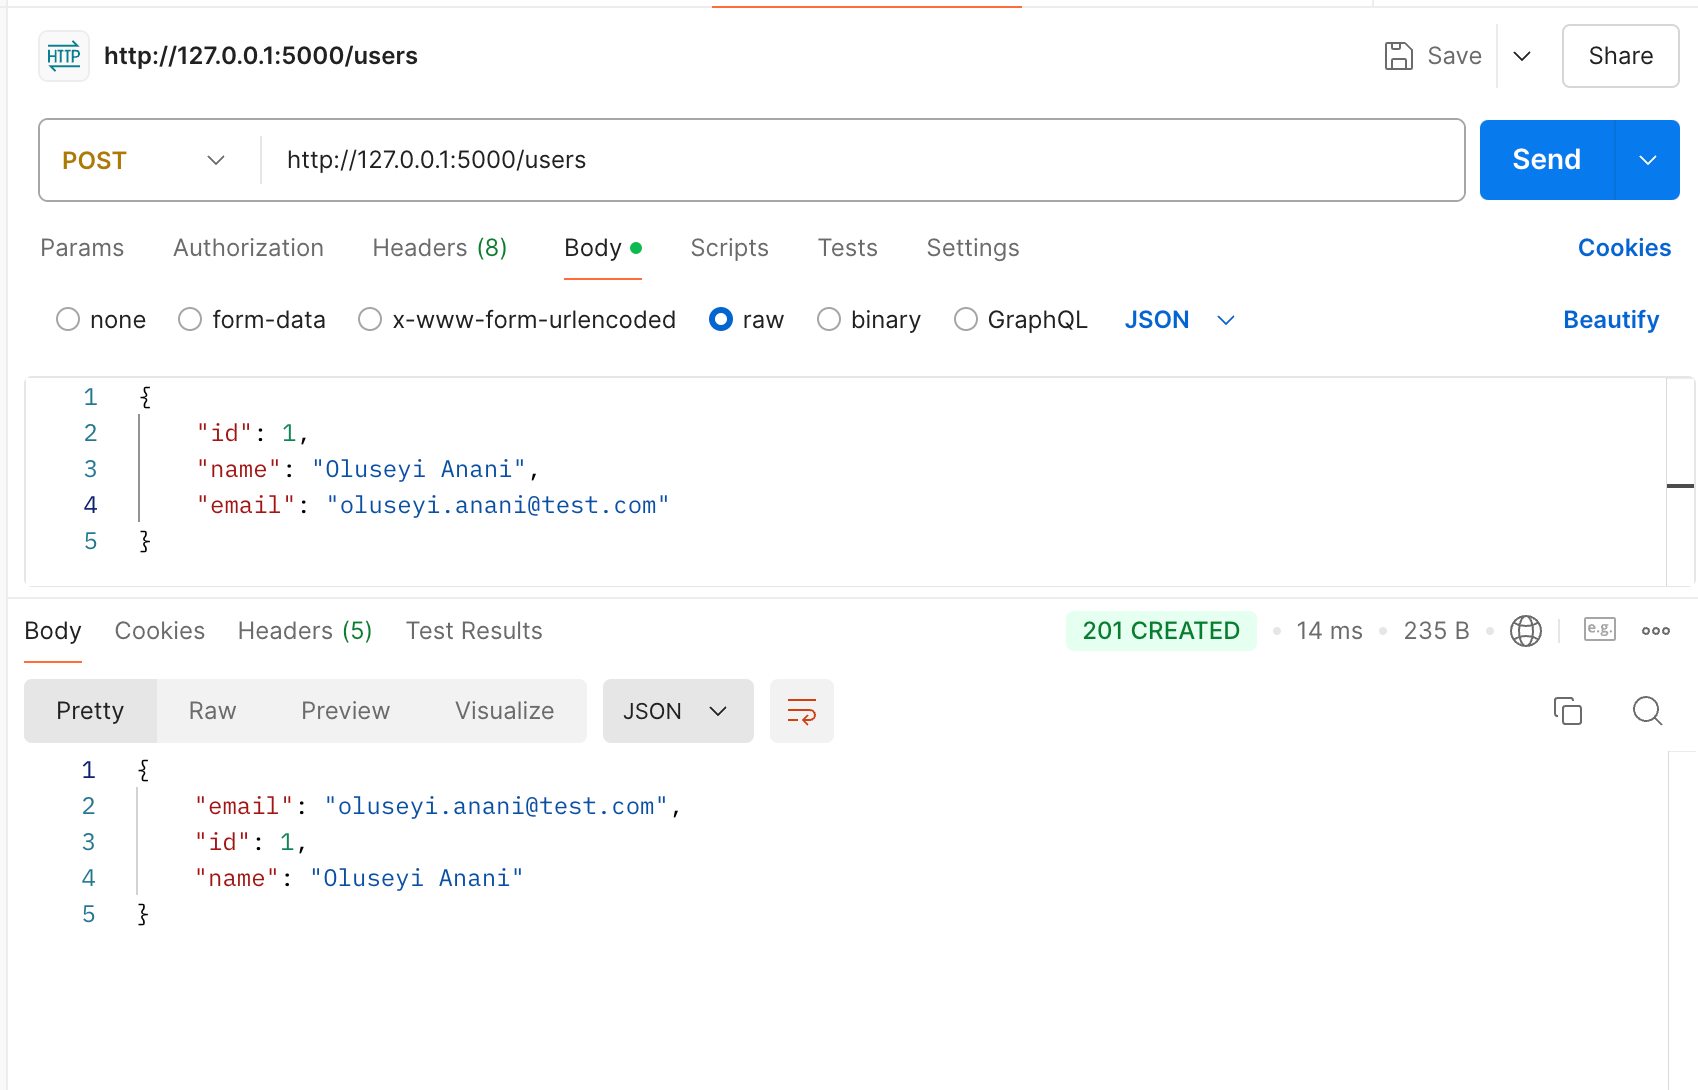 HTTP http://127.0.0.1:5000/users Save Share
POST http://127.0.0.1:5000/users Send
Params Authorization Headers (8) Body Scripts Tests Settings Cookies
none form-data x-www-form-urlencoded raw binary GraphQL JSON Beautify
1 {
2 "id": 1,
3 "name": "Oluseyi Anani",
4 "email": "oluseyi.anani@test.com"
5 }
Body Cookies Headers (5) Test Results 201 CREATED 14 ms 235 B e.g.
Pretty Raw Preview Visualize JSON
1 {
2 "email": "oluseyi.anani@test.com",
3 "id": 1,
4 "name": "Oluseyi Anani"
5 }